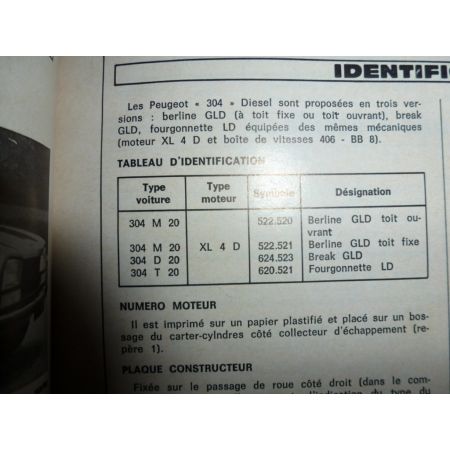 IDENTIFI
Les Peugeot « 304 » Diesel sont proposées en trois ver-
sions : berline GLD (à toit fixe ou toit ouvrant), break
GLD, fourgonnette LD équipées des mêmes mécaniques
(moteur XL 4 D et boîte de vitesses 406 - BB 8).
TABLEAU D'IDENTIFICATION
Type voiture Type moteur Symbole Désignation
304 M 20 522.520 Berline GLD toit ou-
vrant
304 M 20 XL 4 D 522.521 Berline GLD toit fixe
304 D 20 624.523 Break GLD
304 T 20 620.521 Fourgonnette LD
NUMERO MOTEUR
Il est imprimé sur un papier plastifié et placé sur un bos-
sage du carter-cylndres côté collecteur d'échappement (re-
père 1).
PLAQUE CONSTRUCTEUR
Fixée sur le passage de roue côté droit (dans le com-
l'indication du type du